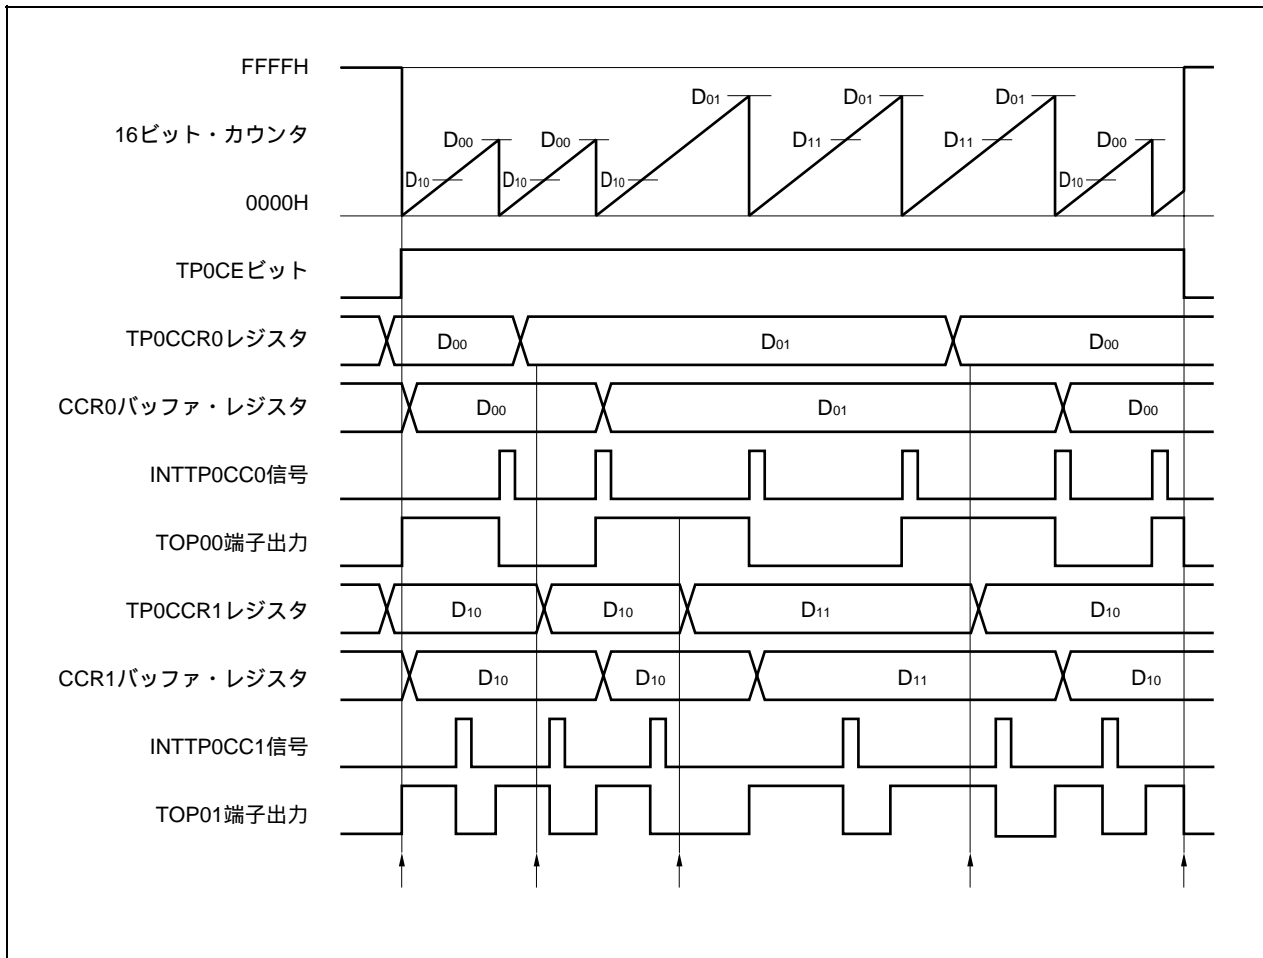 FFFFH
16ビット・カウンタ
0000H
D10 D00 D10 D00 D10 D01 D11 D01 D11 D01 D10 D00
TP0CEビット
TP0CCR0レジスタ D00 D01 D00
CCR0バッファ・レジスタ D00 D01 D00
INTTP0CC0信号
TOP00端子出力
TP0CCR1レジスタ D10 D10 D11 D10
CCR1バッファ・レジスタ D10 D10 D11 D10
INTTP0CC1信号
TOP01端子出力